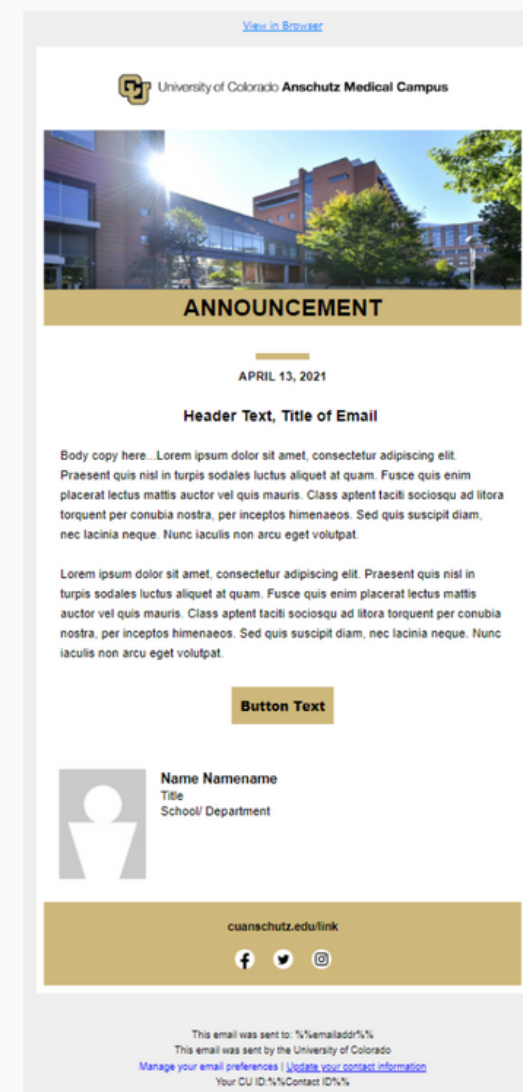 View in Browser
CU University of Colorado Anschutz Medical Campus
ANNOUNCEMENT
APRIL 13, 2021
Header Text, Title of Email
Body copy here...Lorem ipsum dolor sit amet, consectetur adipiscing elit.
Praesent quis nisl in turpis sodales luctus aliquet at quam. Fusce quis enim
placerat lectus mattis auctor vel quis mauris. Class aptent taciti sociosqu ad litora
torquent per conubia nostra, per inceptos himenaeos. Sed quis suscipit diam,
nec lacinia neque. Nunc iaculis non arcu eget volutpat.
Lorem ipsum dolor sit amet, consectetur adipiscing elit. Praesent quis nisl in
turpis sodales luctus aliquet at quam. Fusce quis enim placerat lectus mattis
auctor vel quis mauris. Class aptent taciti sociosqu ad litora torquent per conubia
nostra, per inceptos himenaeos. Sed quis suscipit diam, nec lacinia neque. Nunc
iaculis non arcu eget volutpat.
Button Text
Name Namename
Title
School/ Department
cuanschutz.edu/link
This email was sent to: %%emailaddr%%
This email was sent by the University of Colorado
Manage your email preferences | Update your contact information
Your CU ID:%%Contact ID%%